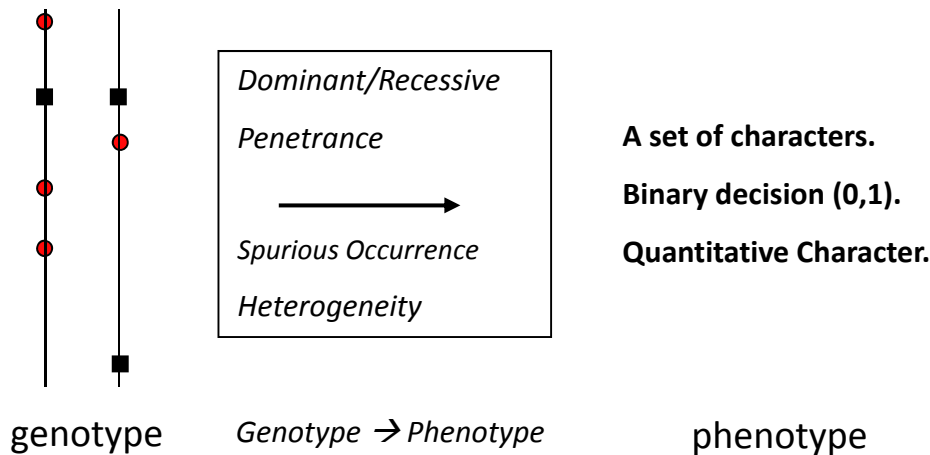 Dominant/Recessive
Penetrance
Spurious Occurrence
Heterogeneity
A set of characters.
Binary decision (0,1).
Quantitative Character.
genotype
Genotype → Phenotype
phenotype